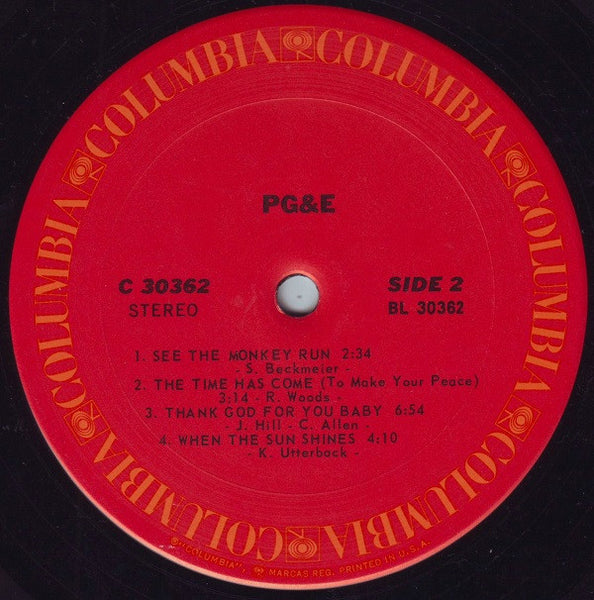 COLUMBIA COLUMBIA COLUMBIA COLUMBIA COLUMBIA COLUMBIA
PG&E
C 30362
STEREO
SIDE 2
BL 30362
1. SEE THE MONKEY RUN 2:34
- S. Beckmeier -
2. THE TIME HAS COME (To Make Your Peace)
3:14 - R. Woods -
3. THANK GOD FOR YOU BABY 6:54
- J. Hill - C. Allen -
4. WHEN THE SUN SHINES 4:10
- K. Utterback -
"COLUMBIA", MARCAS REG. PRINTED IN U.S.A.